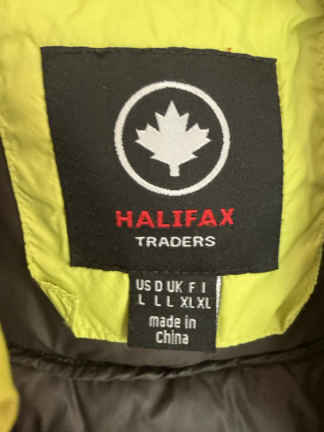 HALIFAX
TRADERS
US D UK F I
L L L XL XL
made in
China